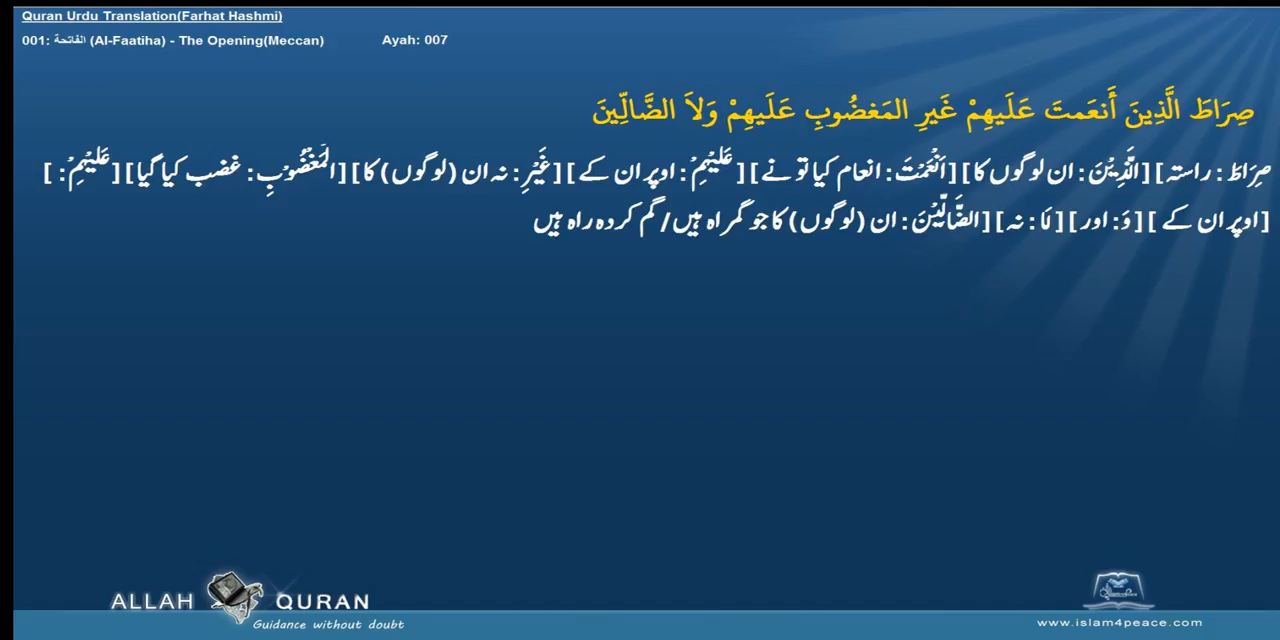 Quran Urdu Translation(Farhat Hashmi)
001: الفاتحة (Al-Faatiha) - The Opening(Meccan) Ayah: 007
صِرَاطَ الَّذِينَ أَنعَمتَ عَلَيهِمْ غَيرِ المَغضُوبِ عَلَيهِمْ وَلاَ الضَّالِّينَ
صِرَاطَ : راستہ] [الَّذِيْنَ : ان لوگوں کا] [اَنْعَمْتَ : انعام کیا تو نے] [عَلَيْهِمْ : اوپر ان کے] [غَيْرِ : نہ ان (لوگوں) کا] [الْمَغْضُوْبِ : غضب کیا گیا] [عَلَيْهِمْ : ]
[اوپر ان کے] [وَ : اور] [لَا : نہ] [الضَّالِّيْنَ : ان (لوگوں) کا جو گمراہ ہیں/گم کردہ راہ ہیں
ALLAH QURAN
Guidance without doubt
www.islam4peace.com